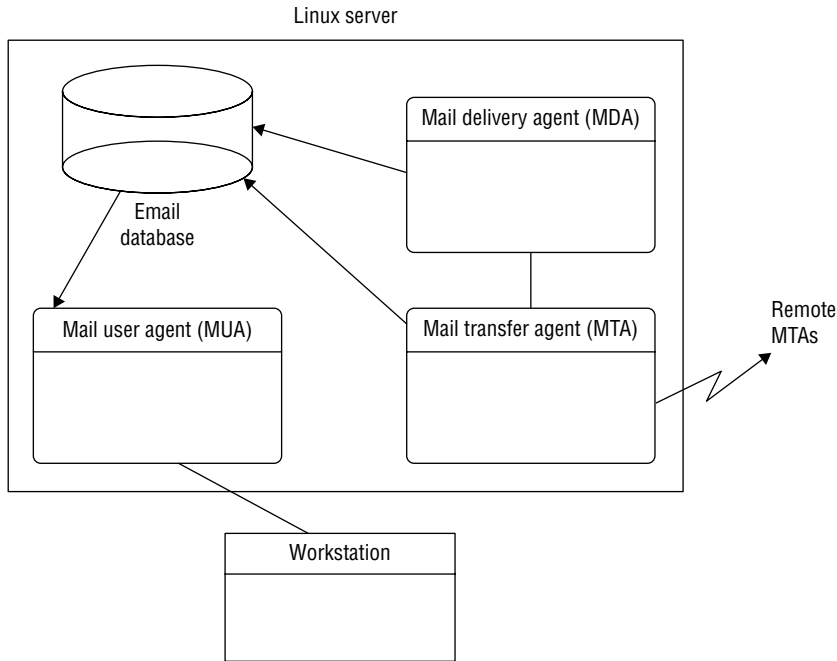 Linux server
Mail delivery agent (MDA)
Email
database
Mail user agent (MUA)
Mail transfer agent (MTA)
Remote
MTAs
Workstation